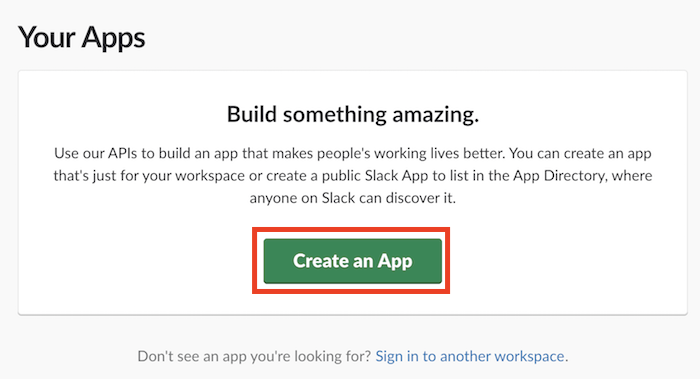 Your Apps
Build something amazing.
Use our APIs to build an app that makes people's working lives better. You can create an app
that's just for your workspace or create a public Slack App to list in the App Directory, where
anyone on Slack can discover it.
Create an App
Don't see an app you're looking for? Sign in to another workspace.